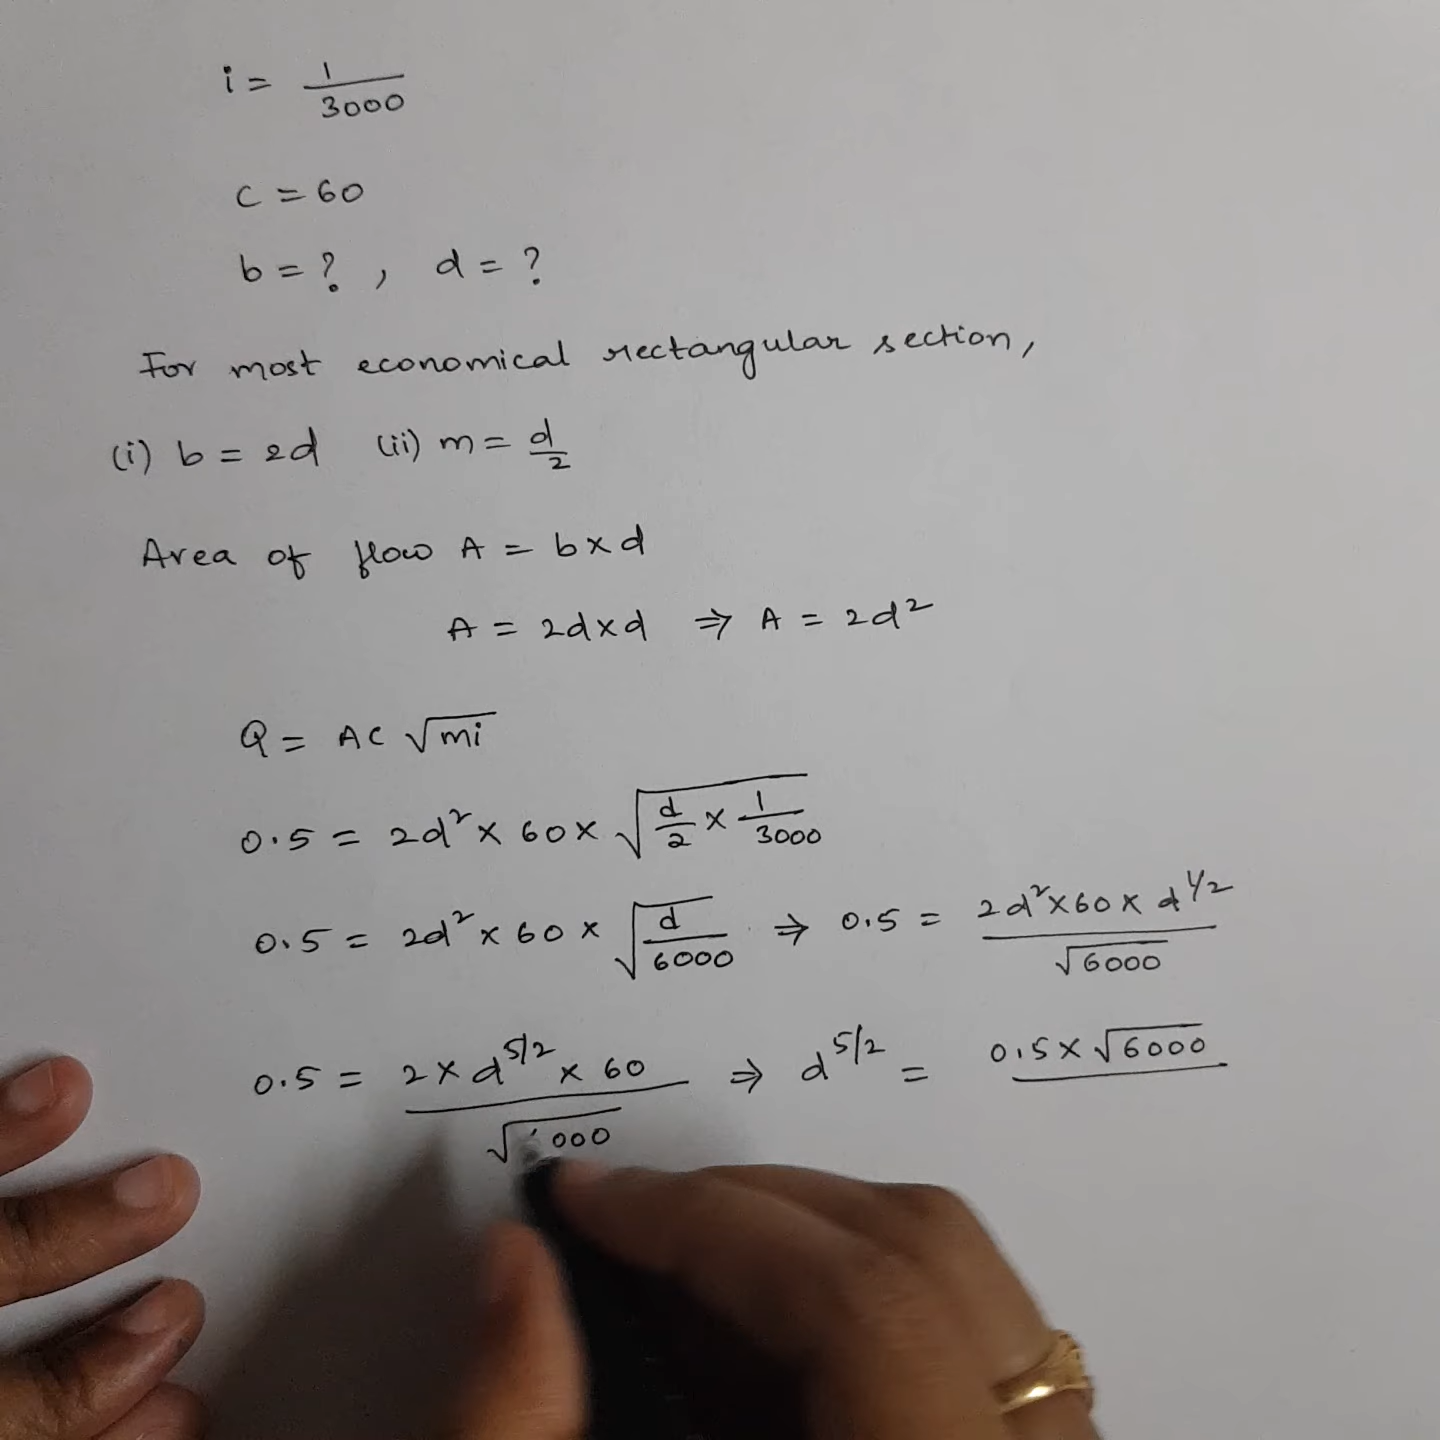 i = 1/3000
C = 60
b = ? , d = ?
For most economical rectangular section,
(i) b = 2d (ii) m = d/2
Area of flow A = b x d
A = 2d x d ⇒ A = 2d²
Q = AC √mi
0.5 = 2d² x 60 x √(d/2 x 1/3000)
0.5 = 2d² x 60 x √(d/6000) ⇒ 0.5 = (2d² x 60 x d^1/2)/√6000
0.5 = (2 x d^5/2 x 60)/√ 000 ⇒ d^5/2 = 0.5 x √6000